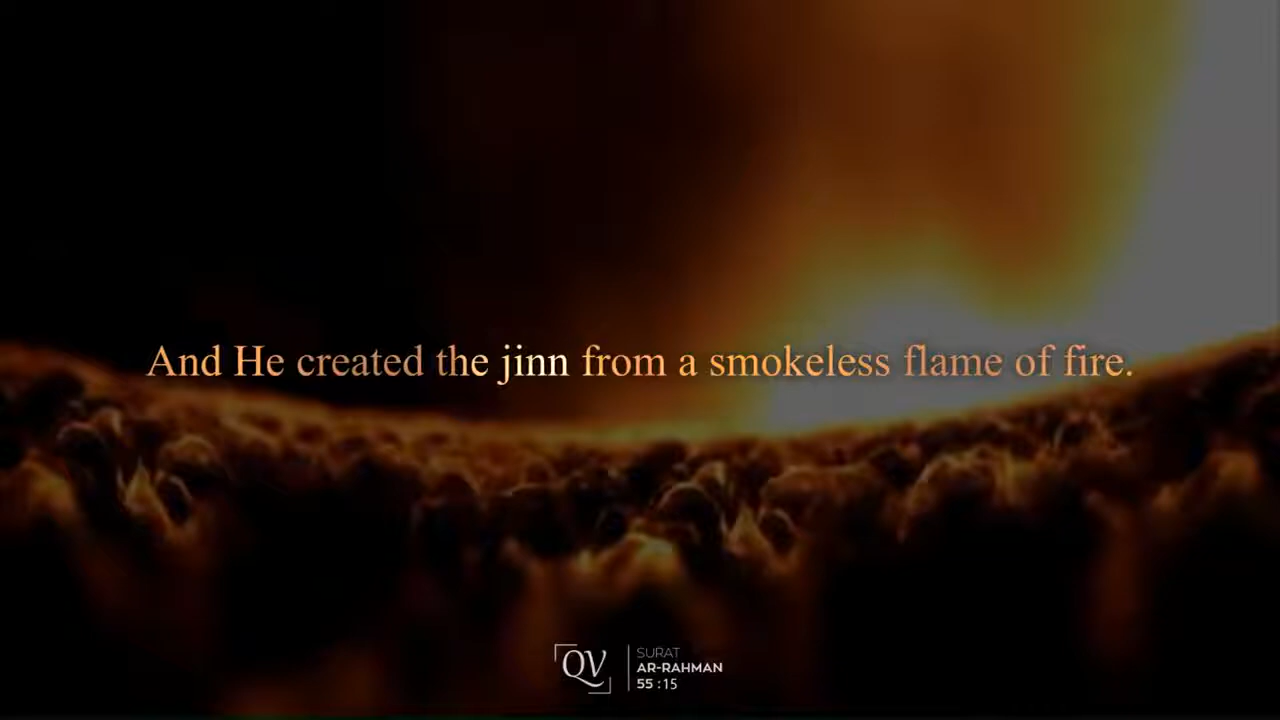 And He created the jinn from a smokeless flame of fire.
QV
SURAT
AR-RAHMAN
55 : 15